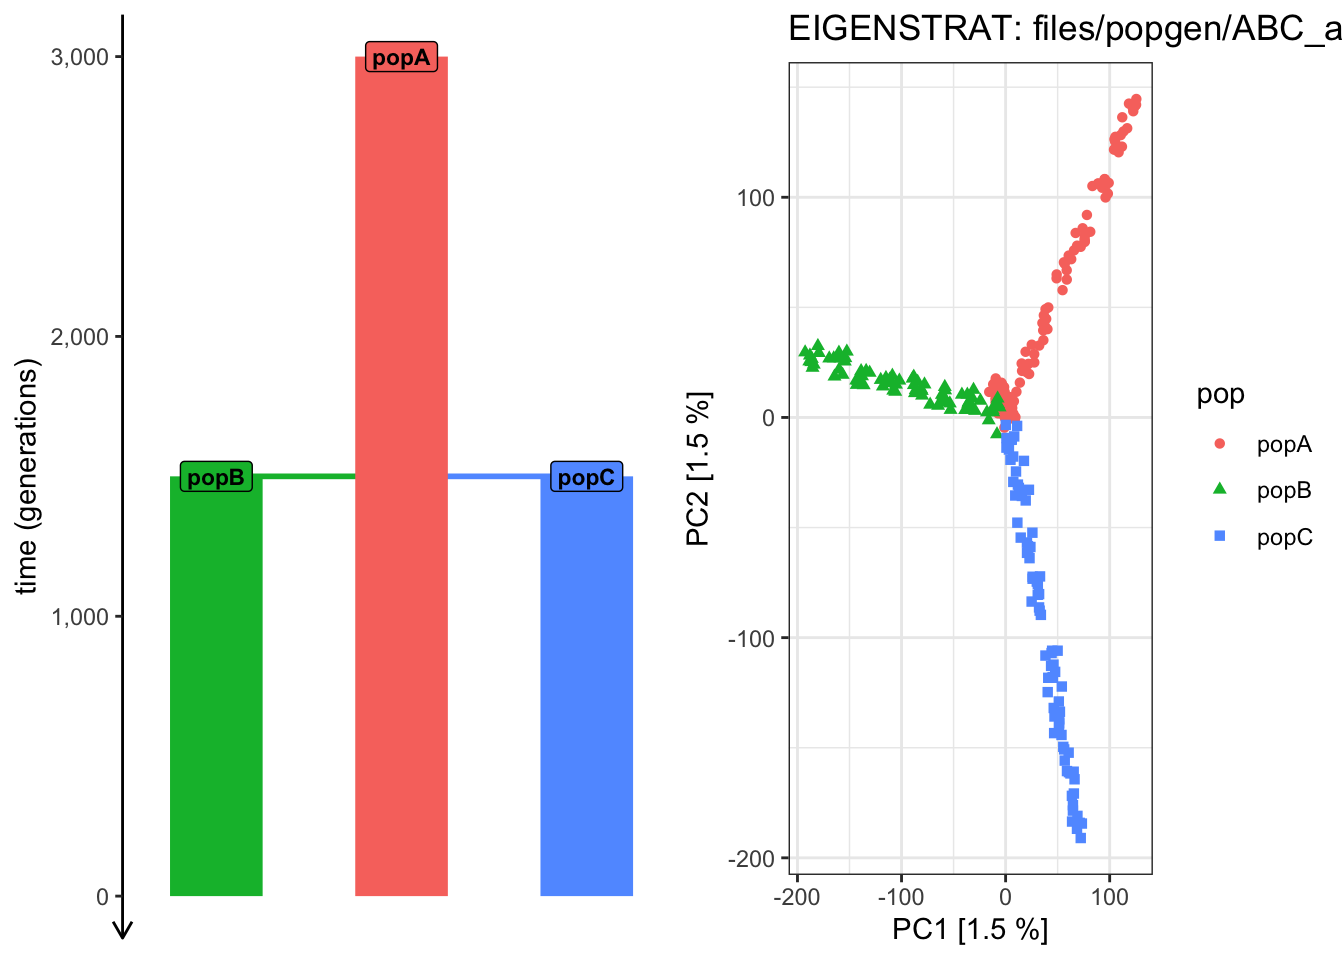 time (generations)
3,000
2,000
1,000
0
popA
popB
popC
EIGENSTRAT: files/popgen/ABC_a
PC2 [1.5 %]
100
0
-100
-200
-200
-100
0
100
PC1 [1.5 %]
pop
popA
popB
popC